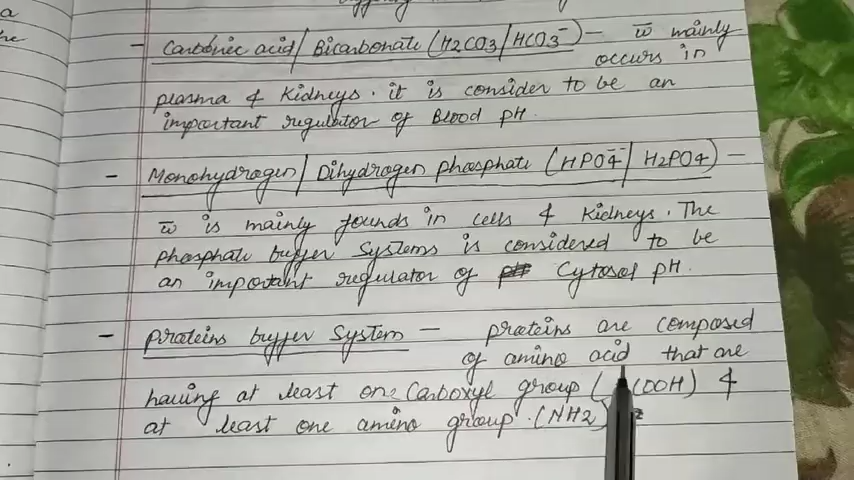 a
he
- Carbonic acid/Bicarbonate (H2CO3/HCO3⁻) - w̅ mainly
occurs in
plasma & Kidneys. it is consider to be an
important regulator of Blood pH.
- Monohydrogen/Dihydrogen phosphate (HPO4⁻⁻/H2PO4) -
w̅ is mainly founds in cells & Kidneys. The
phosphate buffer Systems is considered to be
an important regulator of Cytosol pH.
- Proteins buffer System - proteins are composed
of amino acid that are
having at least one Carboxyl group (COOH) &
at least one amino group. (NH2)